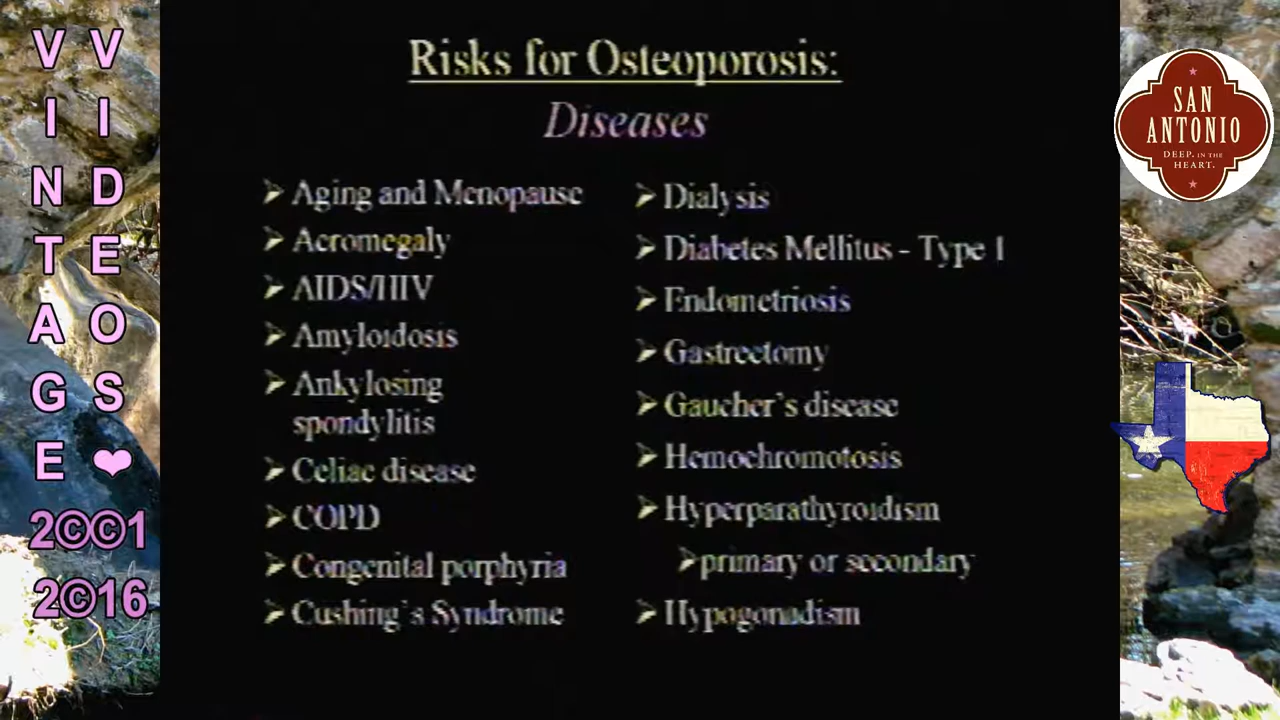 VINTAGE
VIDEOS❤
2©©1
2©16
Risks for Osteoporosis:
Diseases
➢ Aging and Menopause
➢ Acromegaly
➢ AIDS/HIV
➢ Amyloidosis
➢ Ankylosing
spondylitis
➢ Celiac disease
➢ COPD
➢ Congenital porphyria
➢ Cushing's Syndrome
➢ Dialysis
➢ Diabetes Mellitus - Type I
➢ Endometriosis
➢ Gastrectomy
➢ Gaucher's disease
➢ Hemochromotosis
➢ Hyperparathyroidism
➢primary or secondary
➢ Hypogonadism
SAN
ANTONIO
DEEP. IN THE
HEART.